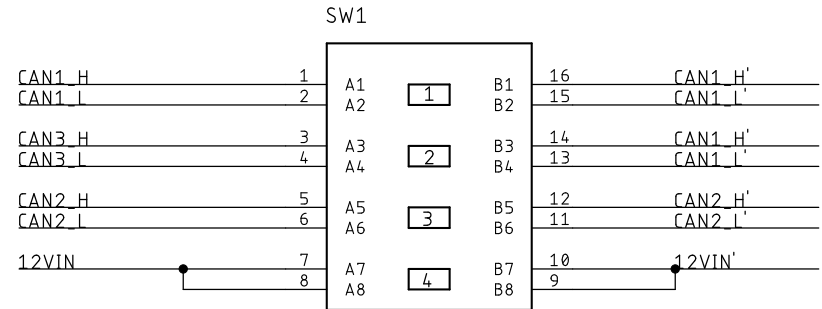 SW1
CAN1_H 1 A1 1 B1 16 CAN1_H'
CAN1_L 2 A2 B2 15 CAN1_L'
CAN3_H 3 A3 2 B3 14 CAN1_H'
CAN3_L 4 A4 B4 13 CAN1_L'
CAN2_H 5 A5 3 B5 12 CAN2_H'
CAN2_L 6 A6 B6 11 CAN2_L'
12VIN 7 A7 4 B7 10 12VIN'
8 A8 B8 9